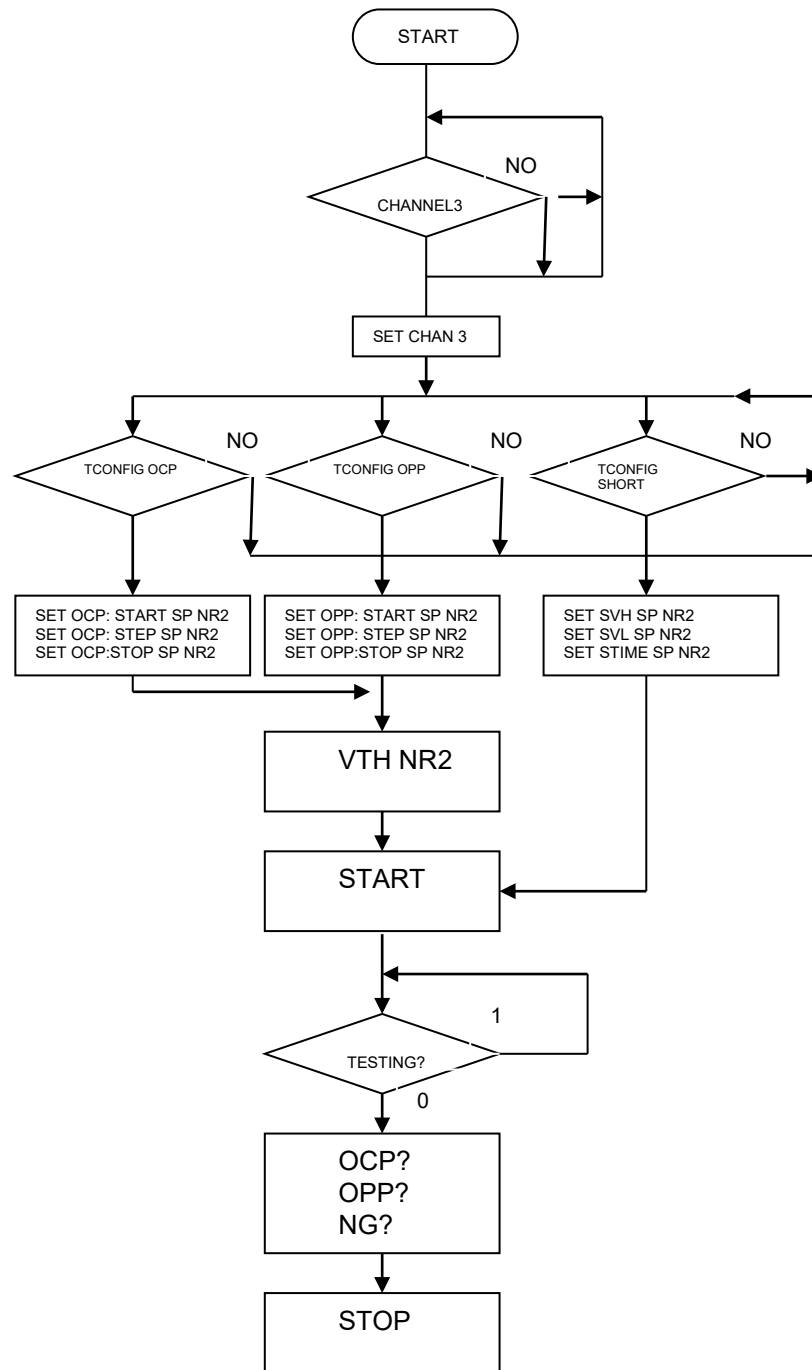 START
NO
CHANNEL3
SET CHAN 3
NO
NO
NO
TCONFIG OCP
TCONFIG OPP
TCONFIG
SHORT
SET OCP: START SP NR2
SET OCP: STEP SP NR2
SET OCP:STOP SP NR2
SET OPP: START SP NR2
SET OPP: STEP SP NR2
SET OPP:STOP SP NR2
SET SVH SP NR2
SET SVL SP NR2
SET STIME SP NR2
VTH NR2
START
1
TESTING?
0
OCP?
OPP?
NG?
STOP